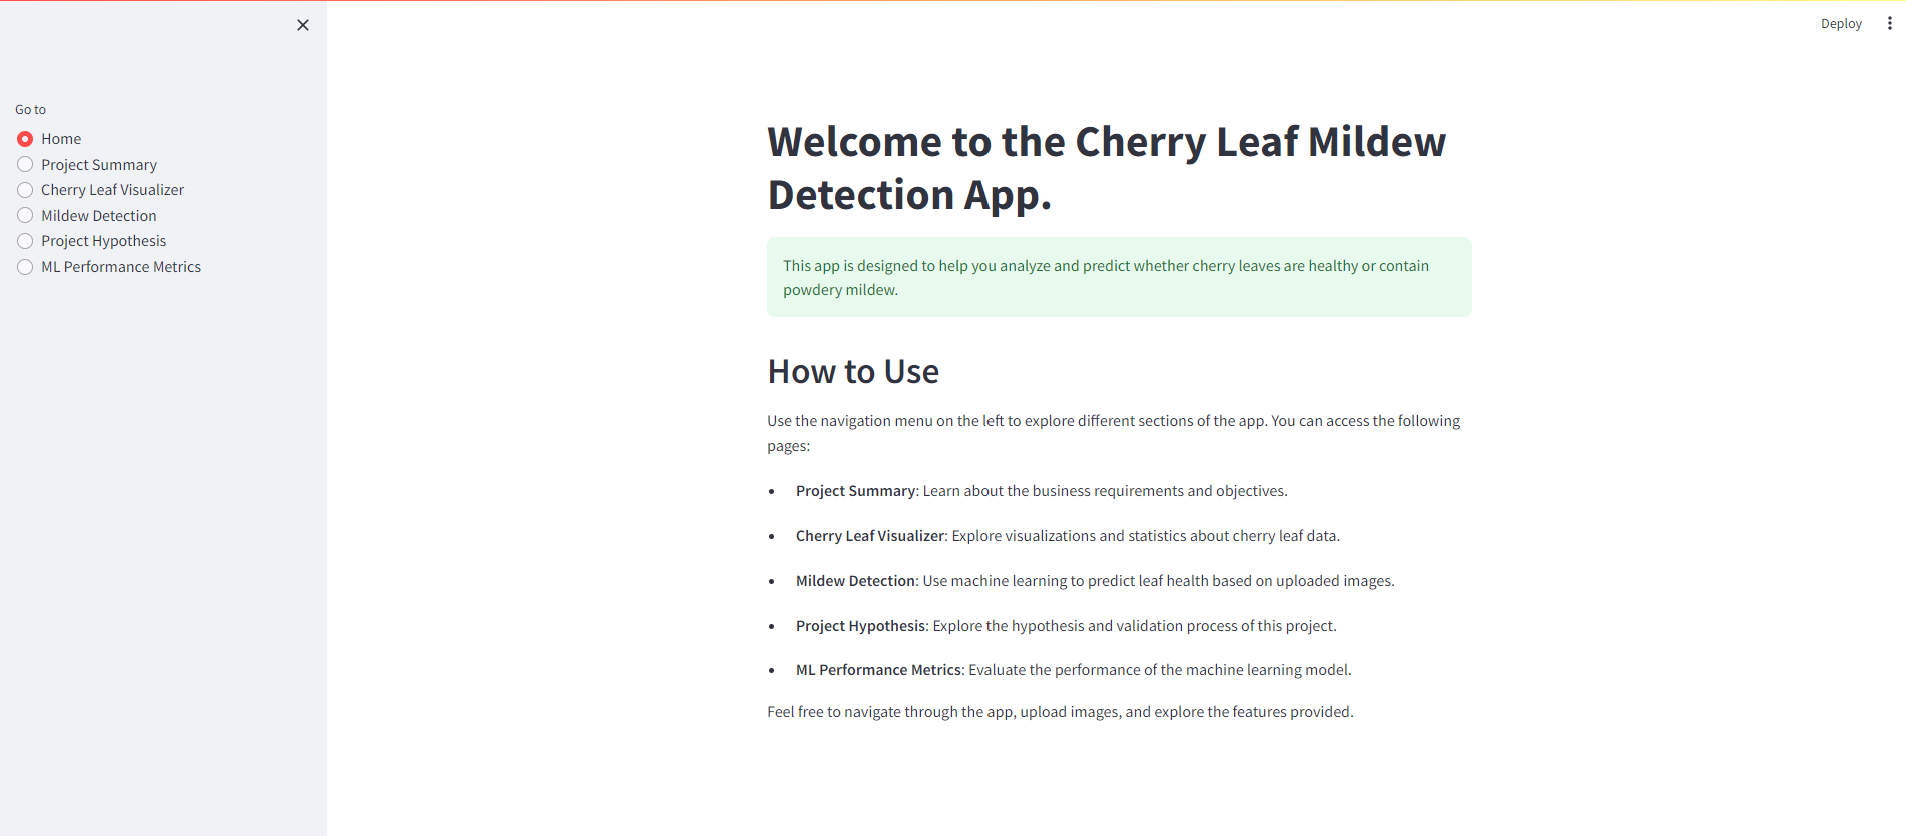 Deploy
Go to
Home
Project Summary
Cherry Leaf Visualizer
Mildew Detection
Project Hypothesis
ML Performance Metrics
Welcome to the Cherry Leaf Mildew
Detection App.
This app is designed to help you analyze and predict whether cherry leaves are healthy or contain
powdery mildew.
How to Use
Use the navigation menu on the left to explore different sections of the app. You can access the following
pages:
• Project Summary: Learn about the business requirements and objectives.
• Cherry Leaf Visualizer: Explore visualizations and statistics about cherry leaf data.
• Mildew Detection: Use machine learning to predict leaf health based on uploaded images.
• Project Hypothesis: Explore the hypothesis and validation process of this project.
• ML Performance Metrics: Evaluate the performance of the machine learning model.
Feel free to navigate through the app, upload images, and explore the features provided.